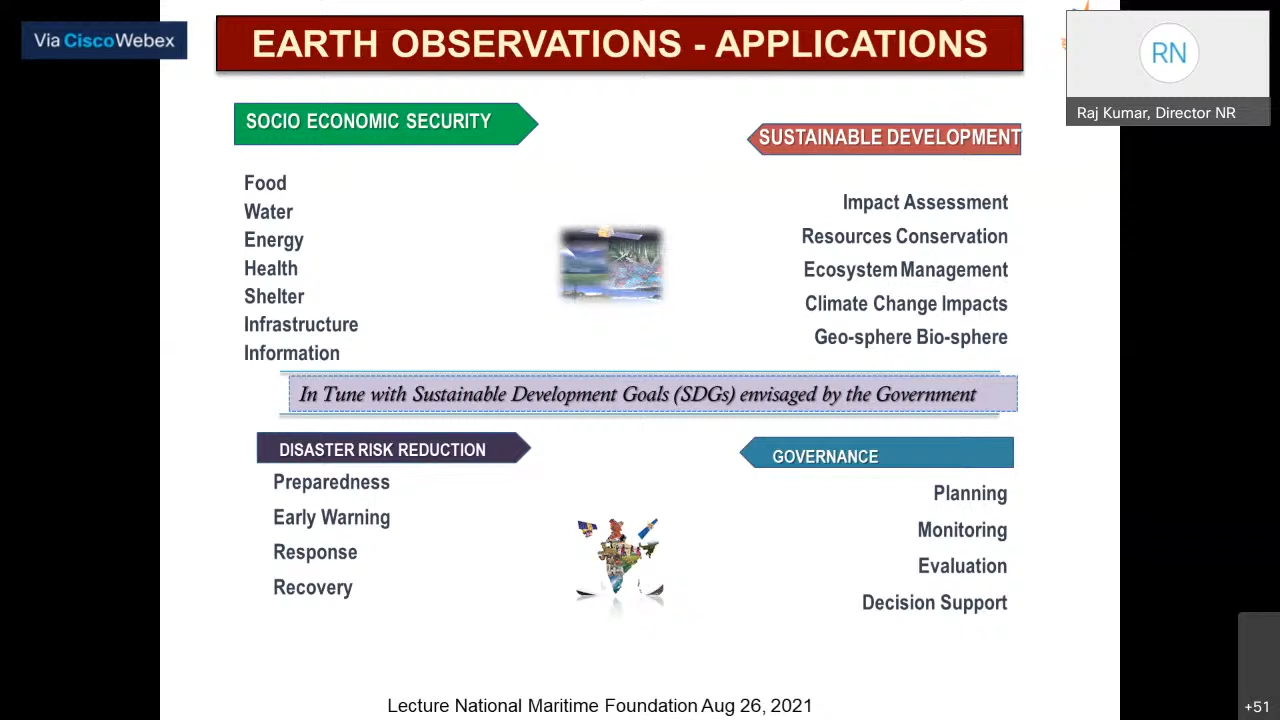 Via CiscoWebex
EARTH OBSERVATIONS - APPLICATIONS
RN
Raj Kumar, Director NR
SOCIO ECONOMIC SECURITY
Food
Water
Energy
Health
Shelter
Infrastructure
Information
SUSTAINABLE DEVELOPMENT
Impact Assessment
Resources Conservation
Ecosystem Management
Climate Change Impacts
Geo-sphere Bio-sphere
In Tune with Sustainable Development Goals (SDGs) envisaged by the Government
DISASTER RISK REDUCTION
Preparedness
Early Warning
Response
Recovery
GOVERNANCE
Planning
Monitoring
Evaluation
Decision Support
Lecture National Maritime Foundation Aug 26, 2021
+51